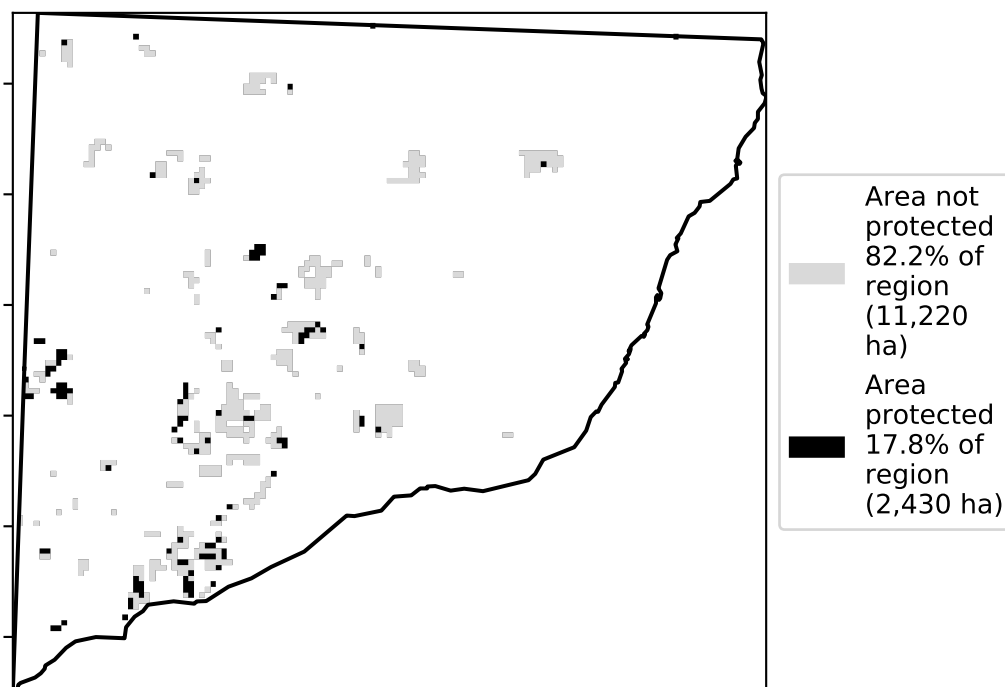 Area not
protected
82.2% of
region
(11,220
ha)
Area
protected
17.8% of
region
(2,430 ha)